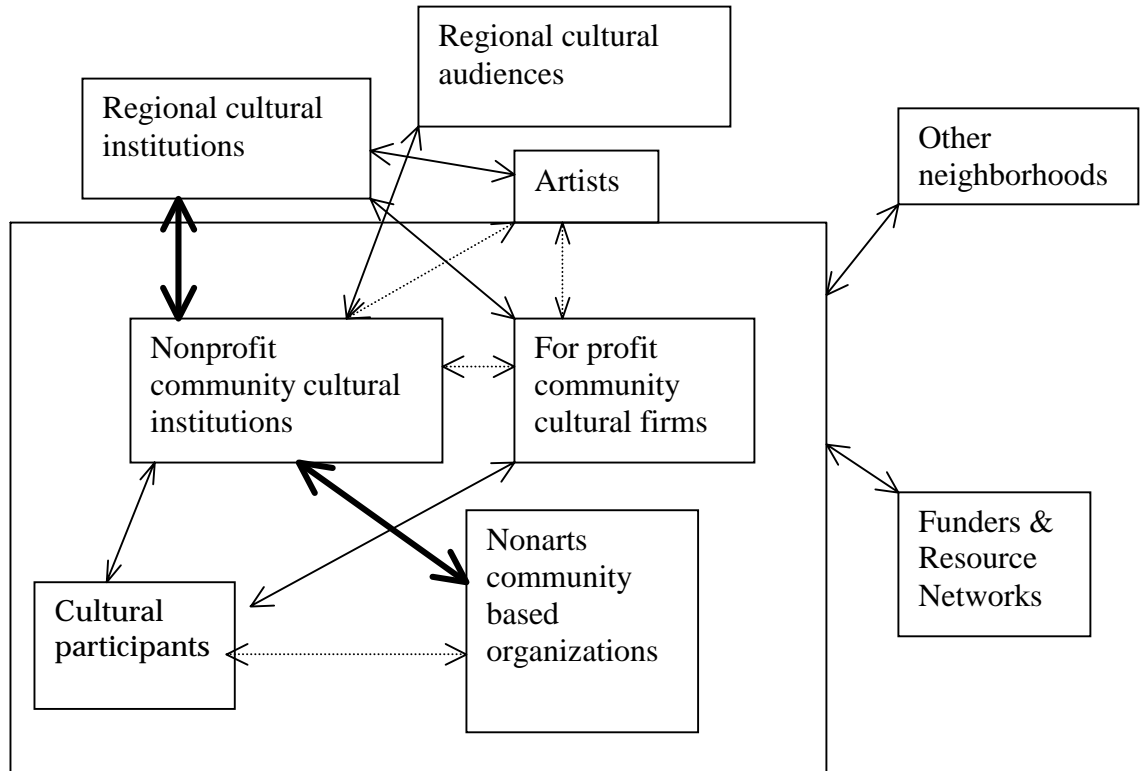 Regional cultural
audiences
Regional cultural
institutions
Other
neighborhoods
Artists
Nonprofit
community cultural
institutions
For profit
community
cultural firms
Funders &
Resource
Networks
Nonarts
community
based
organizations
Cultural
participants